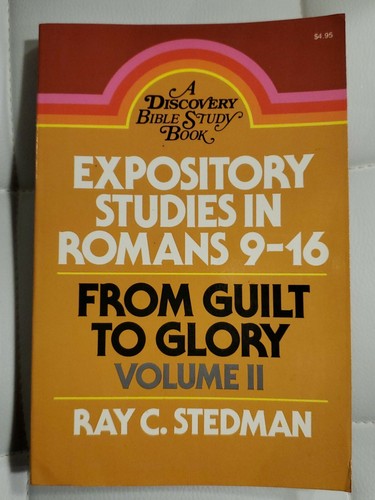 $4.95
A
DISCOVERY
BIBLE STUDY
BOOK
EXPOSITORY
STUDIES IN
ROMANS 9-16
FROM GUILT
TO GLORY
VOLUME II
RAY C. STEDMAN